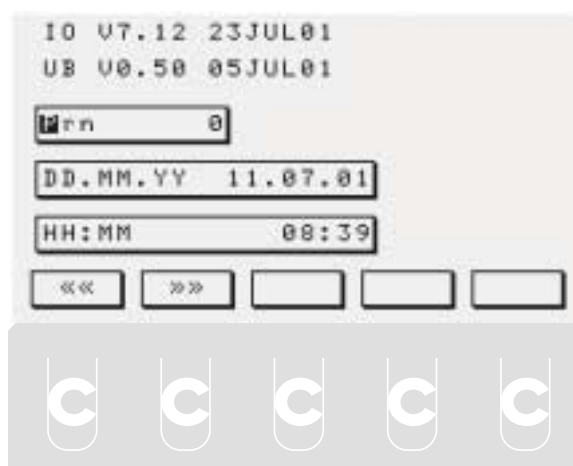 IO V7.12 23JUL01
UB V0.50 05JUL01
Prn 0
DD.MM.YY 11.07.01
HH:MM 08:39
«« »»
C C C C C